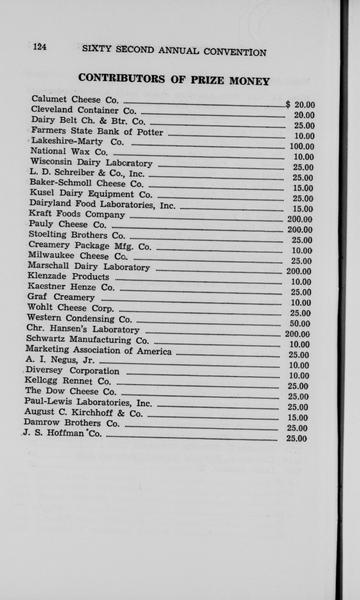 124 SIXTY SECOND ANNUAL CONVENTION
CONTRIBUTORS OF PRIZE MONEY
Calumet Cheese Co. $ 20.00
Cleveland Container Co. 20.00
Dairy Belt Ch. & Btr. Co. 25.00
Farmers State Bank of Potter 10.00
Lakeshire-Marty Co. 100.00
National Wax Co. 10.00
Wisconsin Dairy Laboratory 25.00
L. D. Schreiber & Co., Inc. 25.00
Baker-Schmoll Cheese Co. 15.00
Kusel Dairy Equipment Co. 25.00
Dairyland Food Laboratories, Inc. 15.00
Kraft Foods Company 200.00
Pauly Cheese Co. 200.00
Stoelting Brothers Co. 25.00
Creamery Package Mfg. Co. 10.00
Milwaukee Cheese Co. 25.00
Marschall Dairy Laboratory 200.00
Klenzade Products 10.00
Kaestner Henze Co. 25.00
Graf Creamery 10.00
Wohlt Cheese Corp. 25.00
Western Condensing Co. 50.00
Chr. Hansen's Laboratory 200.00
Schwartz Manufacturing Co. 10.00
Marketing Association of America 25.00
A. I. Negus, Jr. 10.00
Diversey Corporation 10.00
Kellogg Rennet Co. 25.00
The Dow Cheese Co. 25.00
Paul-Lewis Laboratories, Inc. 25.00
August C. Kirchhoff & Co. 15.00
Damrow Brothers Co. 25.00
J. S. Hoffman Co. 25.00